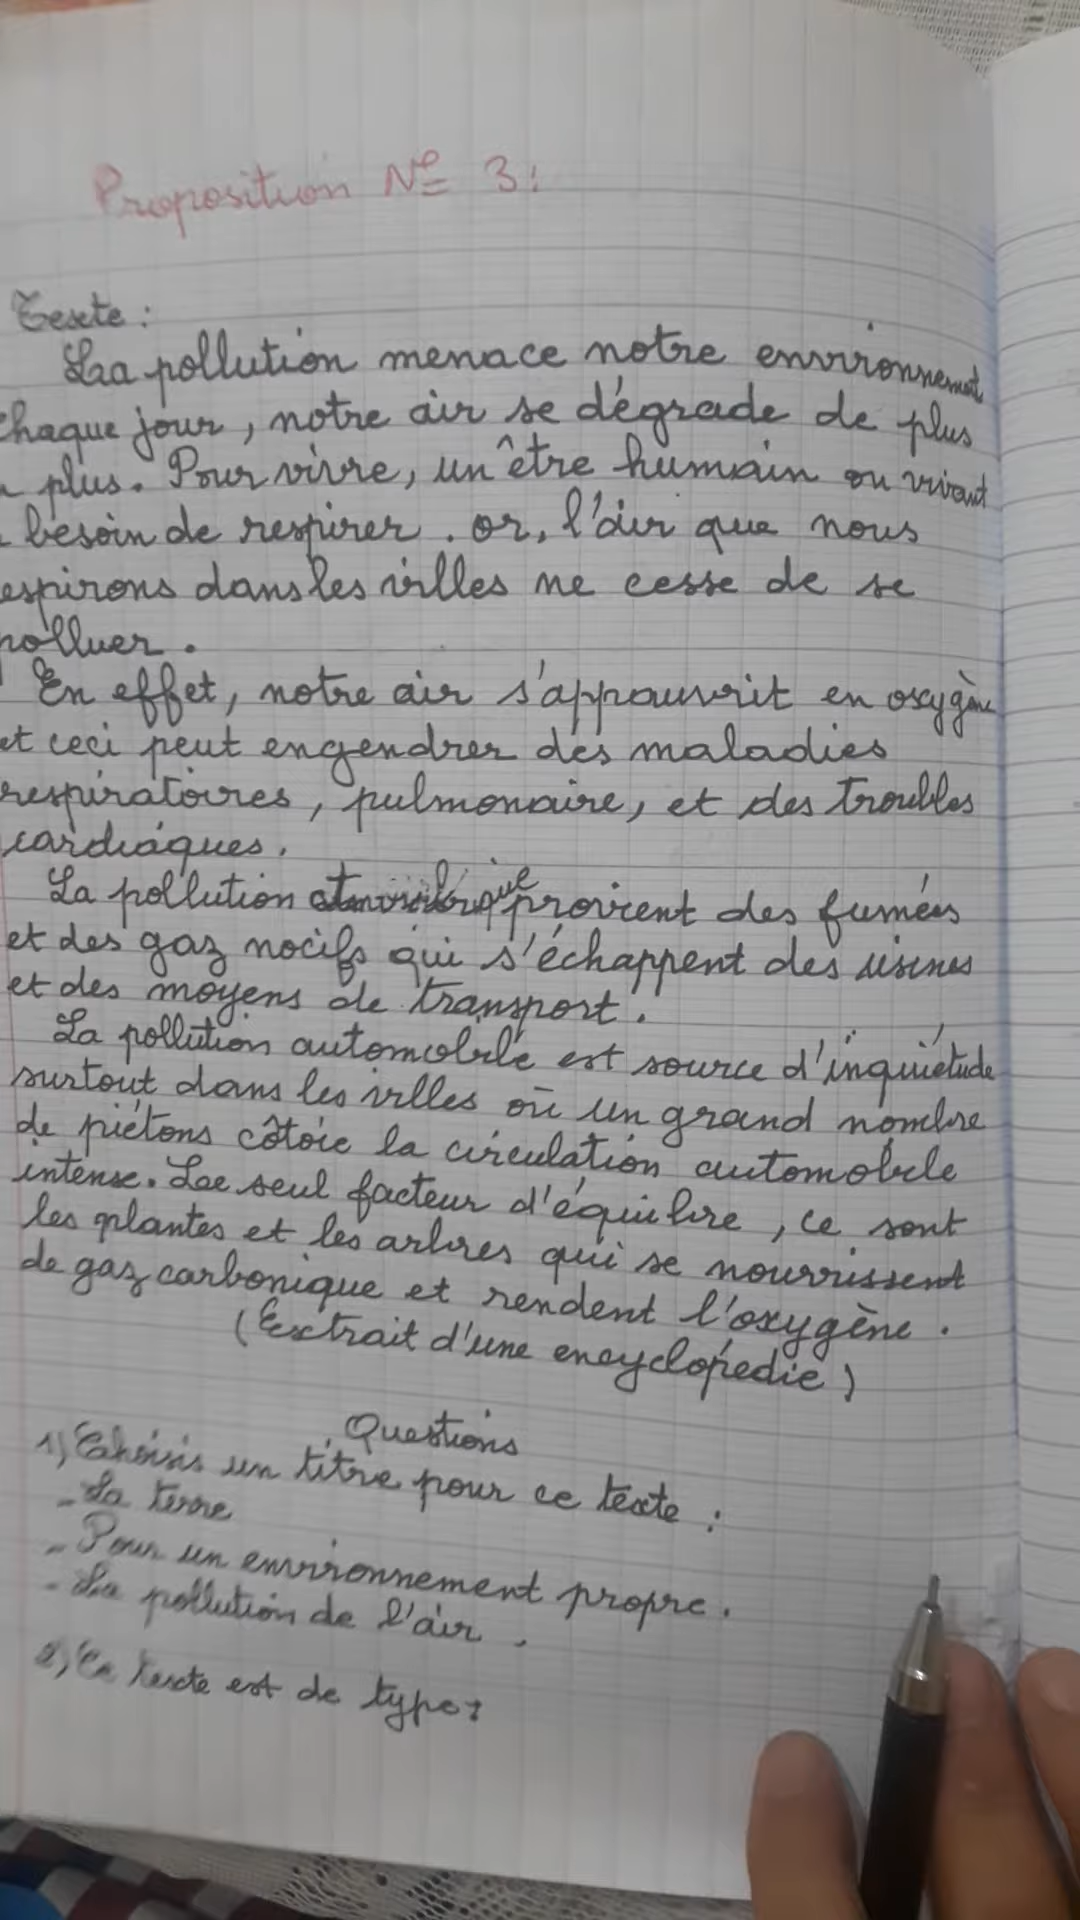 Proposition N° 3:
Texte :
La pollution menace notre environnement
chaque jour, notre air se dégrade de plus
plus. Pour vivre, un être humain ou vivant
besoin de respirer. or, l'air que nous
espirons dans les villes ne cesse de se
polluer.
En effet, notre air s'appauvrit en oxygène
et ceci peut engendrer des maladies
respiratoires, pulmonaire, et des troubles
cardiaques.
La pollution provient des fumées
et des gaz nocifs qui s'échappent des usines
et des moyens de transport.
La pollution automobile est source d'inquiétude
surtout dans les villes où un grand nombre
de piétons côtoie la circulation automobile
intense. Le seul facteur d'équilibre, ce sont
les plantes et les arbres qui se nourrissent
de gaz carbonique et rendent l'oxygène.
(Extrait d'une encyclopédie)
Questions
1) Choisis un titre pour ce texte :
- La terre
- Pour un environnement propre.
- La pollution de l'air.
2) Ce texte est de type: